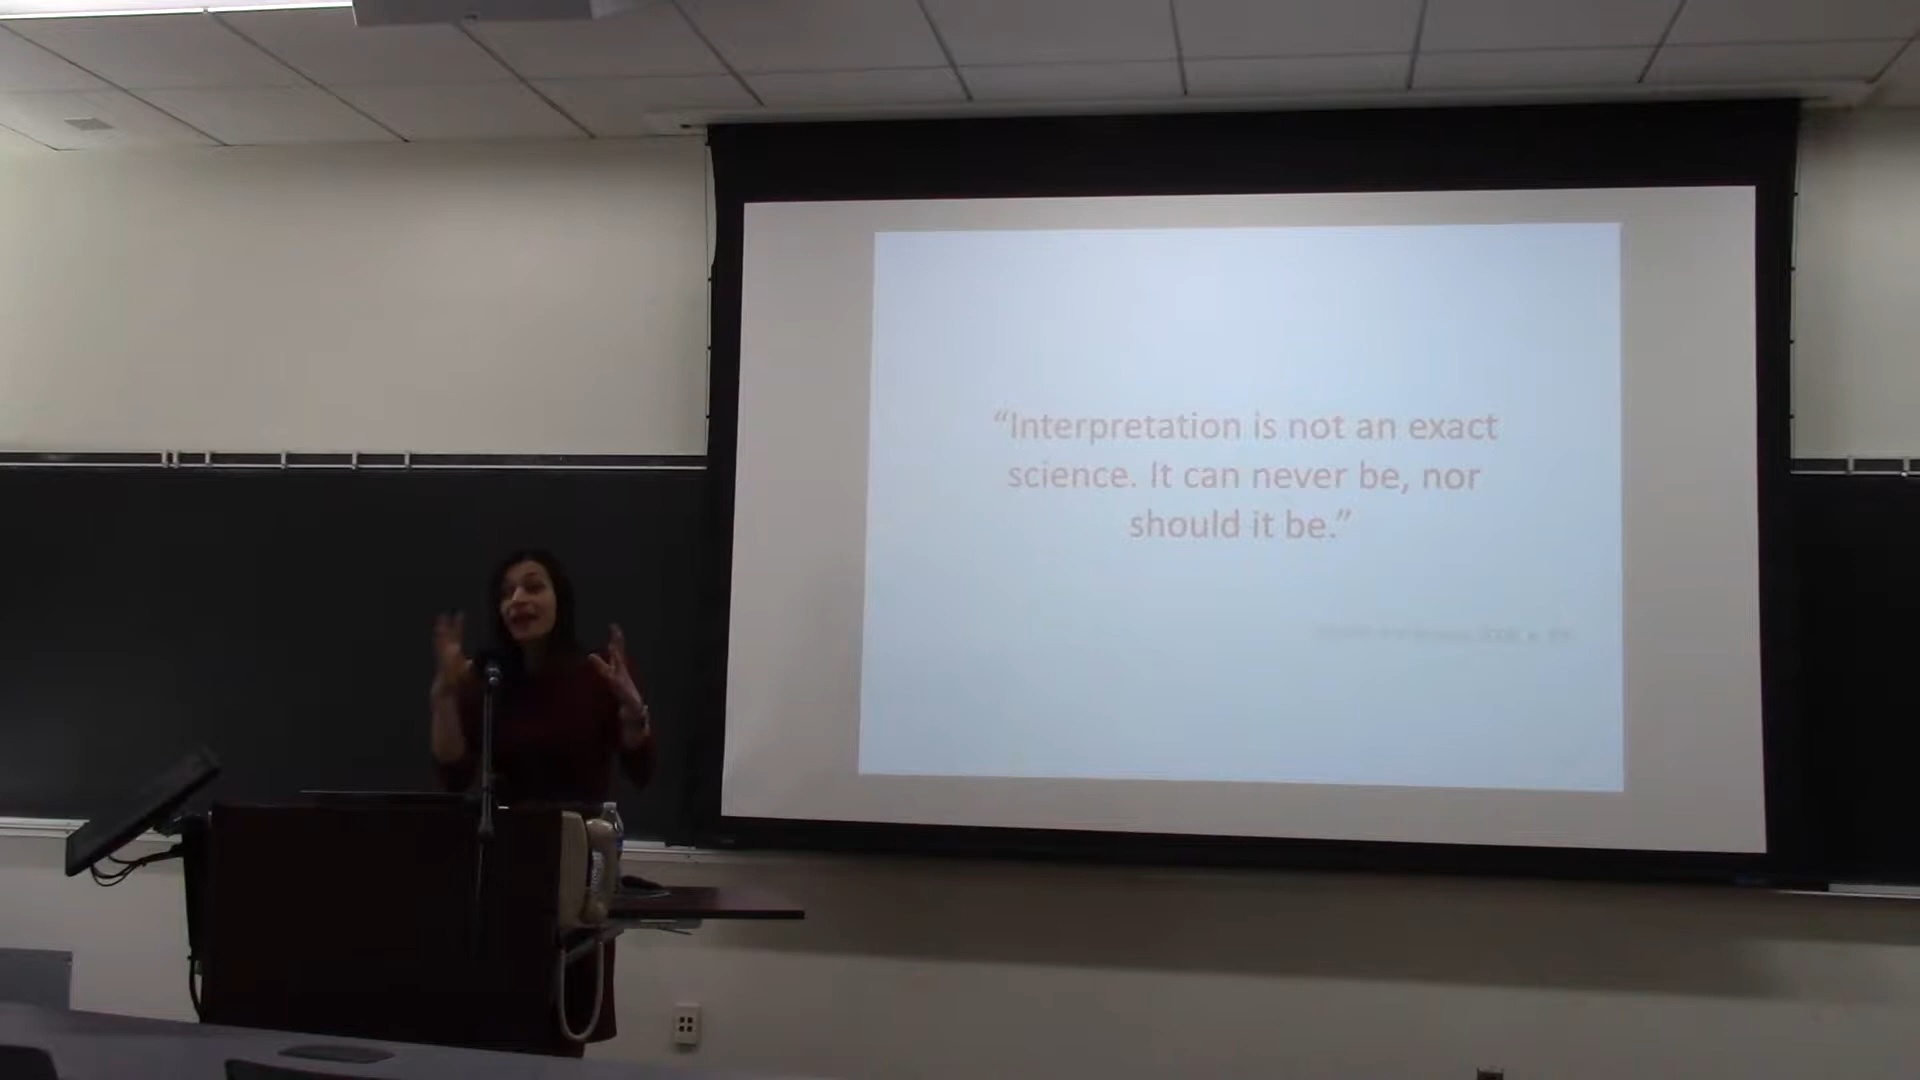 “Interpretation is not an exact
science. It can never be, nor
should it be.”